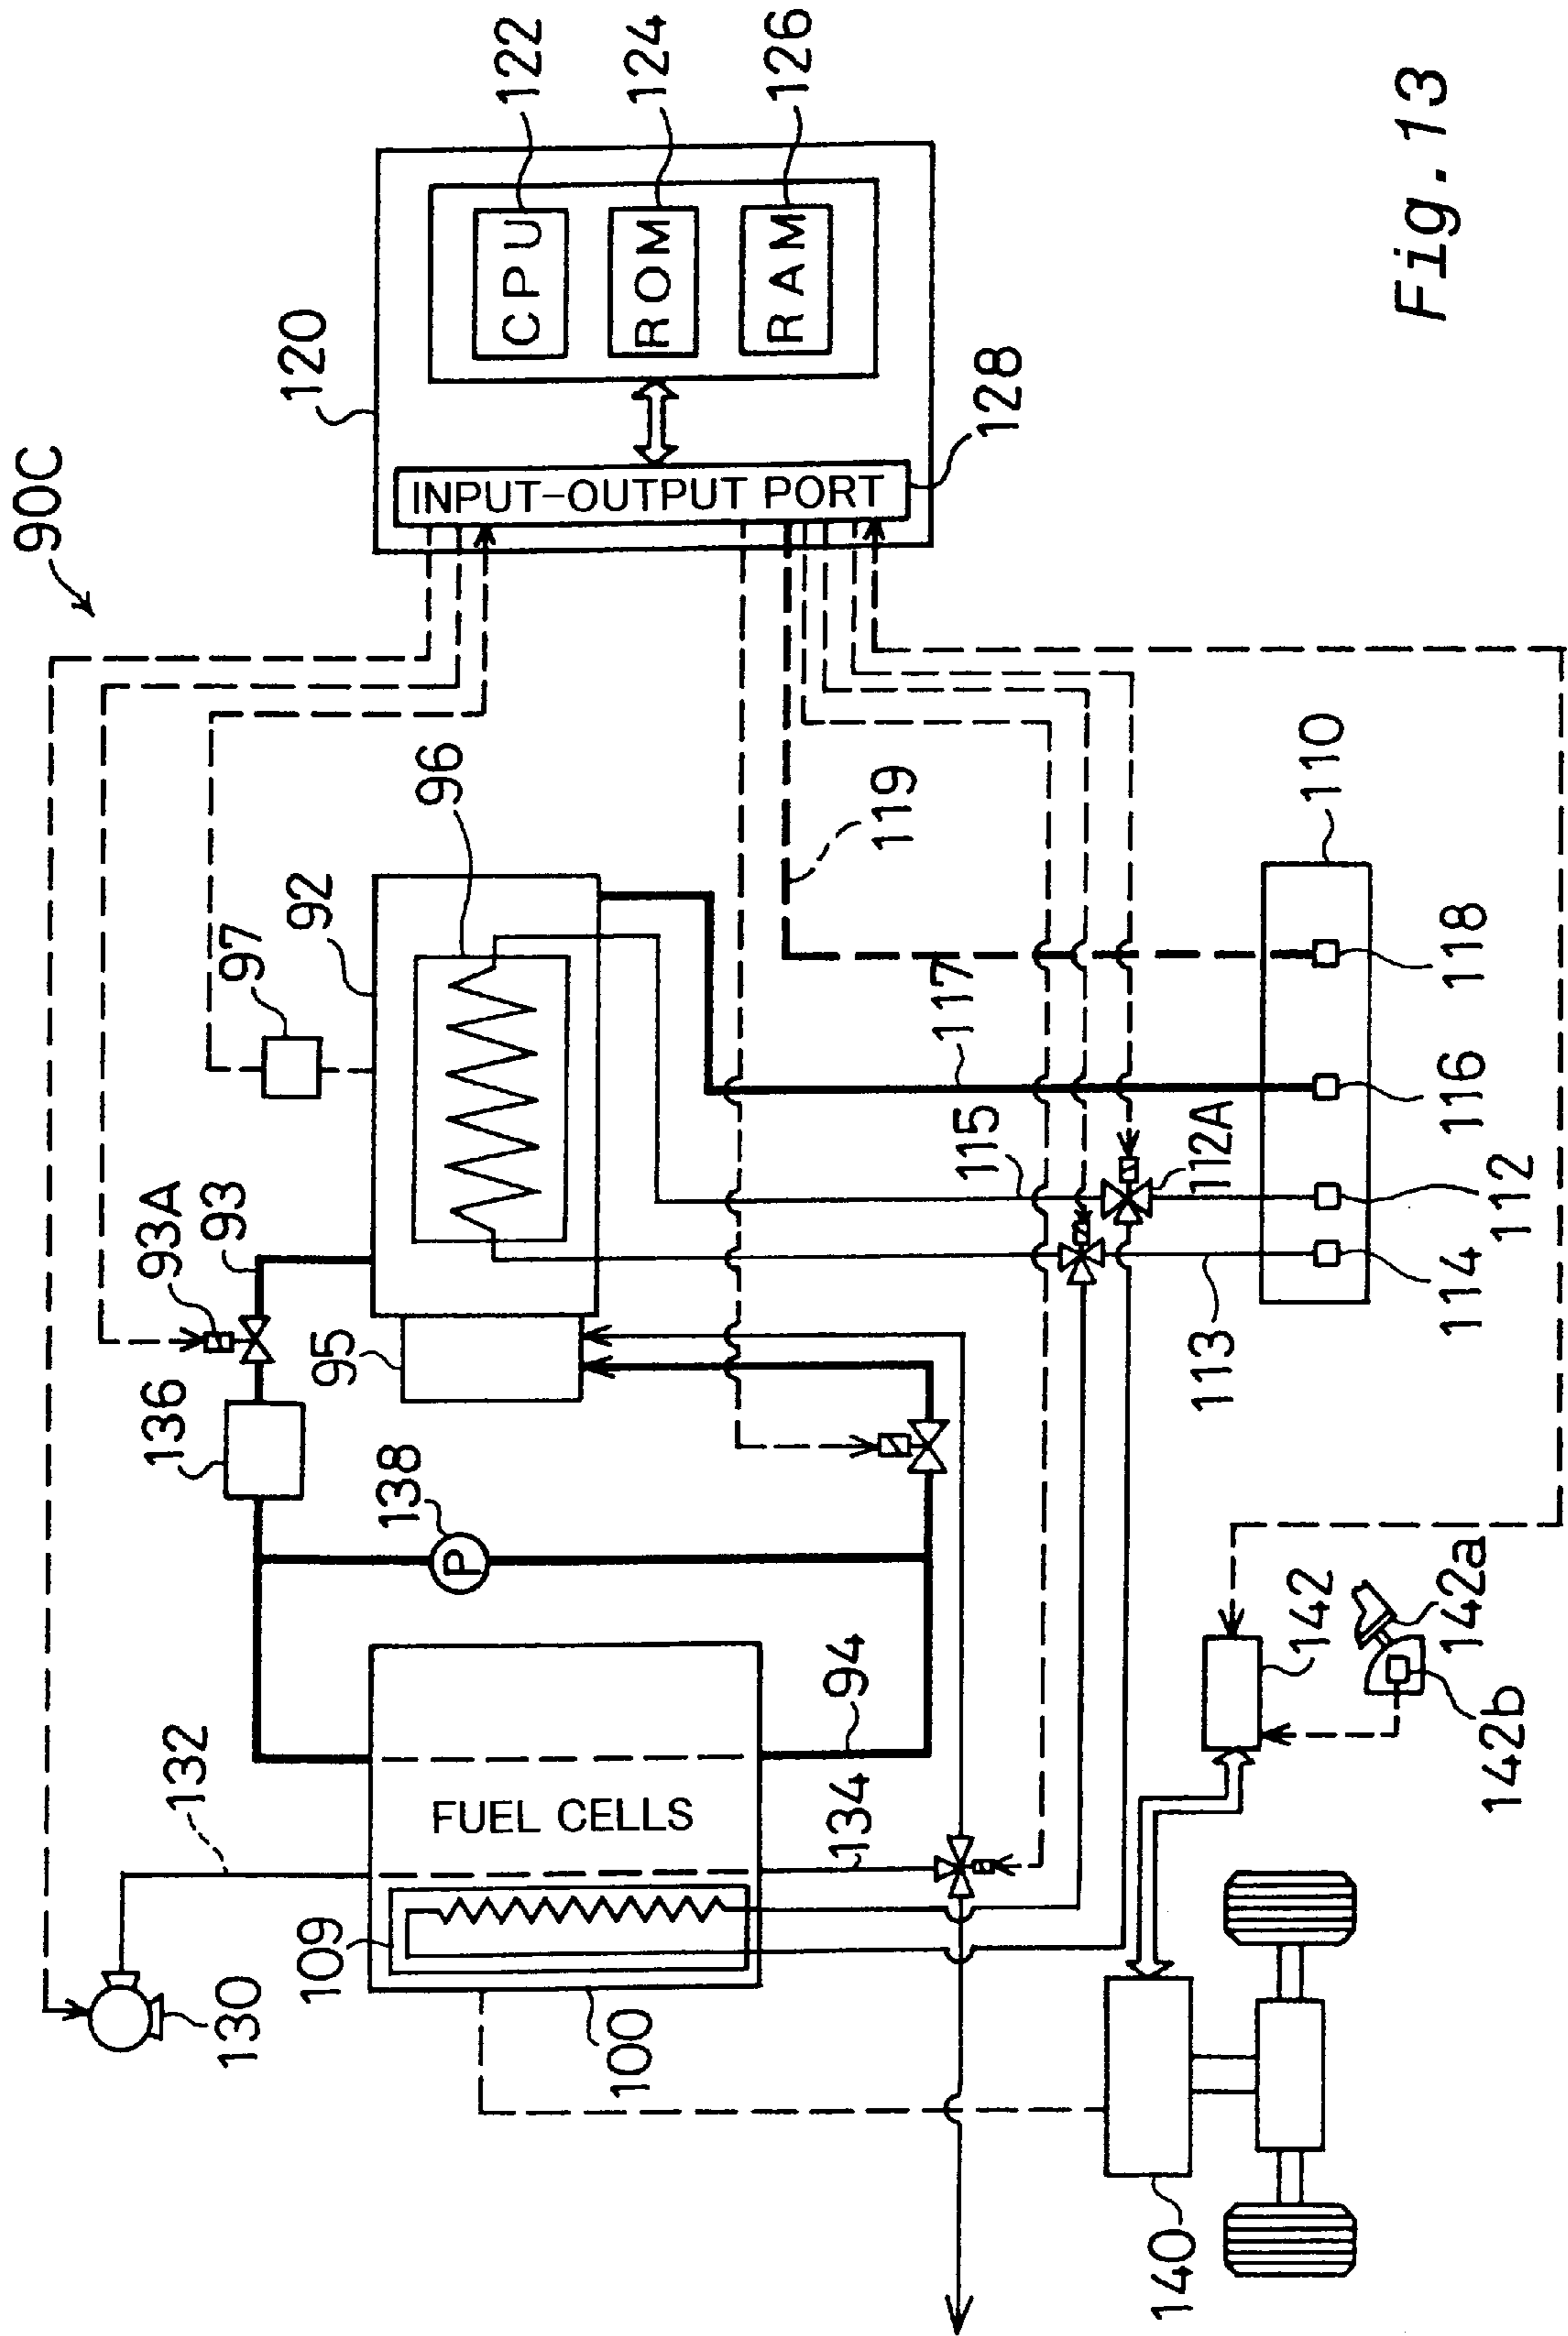 90C
120
CPU
122
ROM
124
RAM
126
INPUT-OUTPUT PORT
128
97
92
96
119
93A
93
136
95
138
P
117
115
112A
113
110
118
116
112
114
132
FUEL CELLS
94
134
109
130
100
142
142a
142b
140
Fig. 13